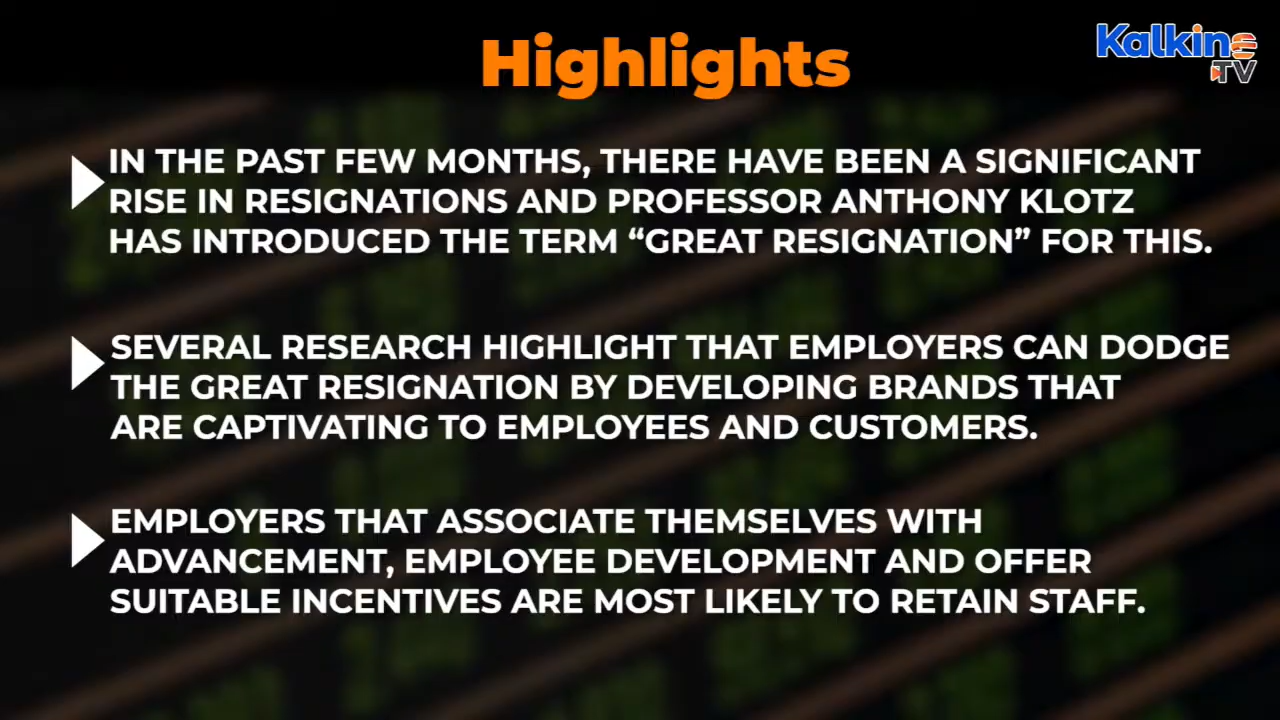 Highlights
Kalkine
TV
IN THE PAST FEW MONTHS, THERE HAVE BEEN A SIGNIFICANT
RISE IN RESIGNATIONS AND PROFESSOR ANTHONY KLOTZ
HAS INTRODUCED THE TERM “GREAT RESIGNATION” FOR THIS.
SEVERAL RESEARCH HIGHLIGHT THAT EMPLOYERS CAN DODGE
THE GREAT RESIGNATION BY DEVELOPING BRANDS THAT
ARE CAPTIVATING TO EMPLOYEES AND CUSTOMERS.
EMPLOYERS THAT ASSOCIATE THEMSELVES WITH
ADVANCEMENT, EMPLOYEE DEVELOPMENT AND OFFER
SUITABLE INCENTIVES ARE MOST LIKELY TO RETAIN STAFF.